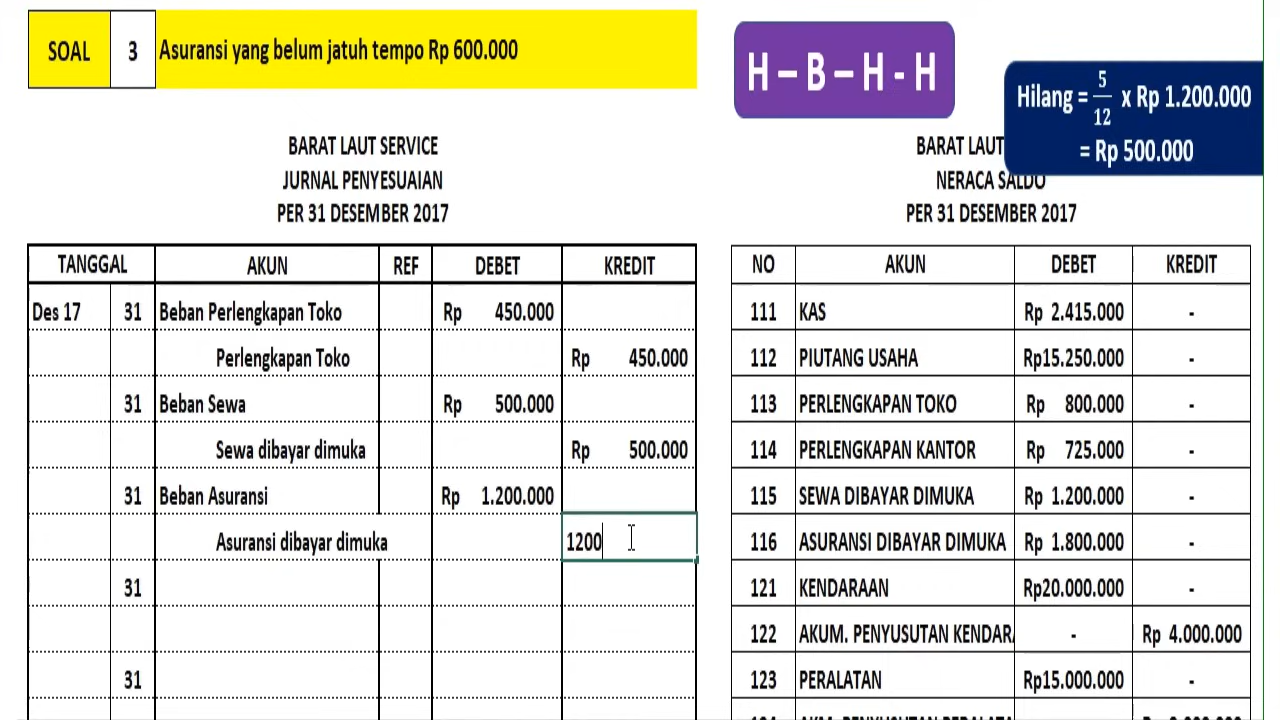 SOAL 3 Asuransi yang belum jatuh tempo Rp 600.000
H – B – H - H
Hilang = 5/12 x Rp 1.200.000
= Rp 500.000
BARAT LAUT SERVICE
JURNAL PENYESUAIAN
PER 31 DESEMBER 2017
TANGGAL AKUN REF DEBET KREDIT
Des 17 31 Beban Perlengkapan Toko Rp 450.000
Perlengkapan Toko Rp 450.000
31 Beban Sewa Rp 500.000
Sewa dibayar dimuka Rp 500.000
31 Beban Asuransi Rp 1.200.000
Asuransi dibayar dimuka 1200
31
31
BARAT LAUT
NERACA SALDO
PER 31 DESEMBER 2017
NO AKUN DEBET KREDIT
111 KAS Rp 2.415.000 -
112 PIUTANG USAHA Rp15.250.000 -
113 PERLENGKAPAN TOKO Rp 800.000 -
114 PERLENGKAPAN KANTOR Rp 725.000 -
115 SEWA DIBAYAR DIMUKA Rp 1.200.000 -
116 ASURANSI DIBAYAR DIMUKA Rp 1.800.000 -
121 KENDARAAN Rp20.000.000 -
122 AKUM. PENYUSUTAN KENDAR - Rp 4.000.000
123 PERALATAN Rp15.000.000 -